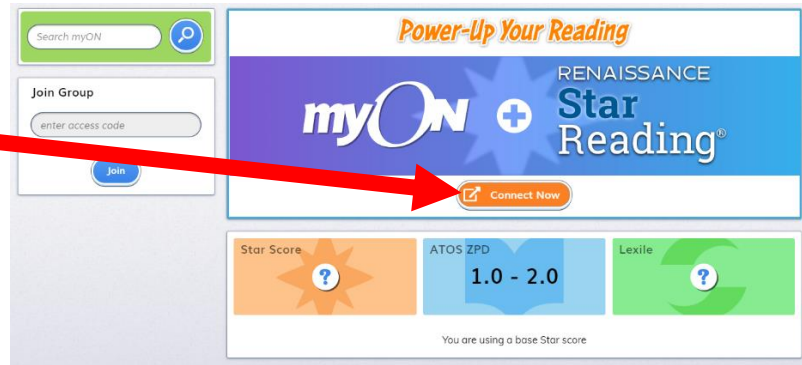 Search myON
Join Group
enter access code
Join
Power-Up Your Reading
myON + RENAISSANCE
Star
Reading®
Connect Now
Star Score
?
ATOS ZPD
1.0 - 2.0
Lexile
?
You are using a base Star score